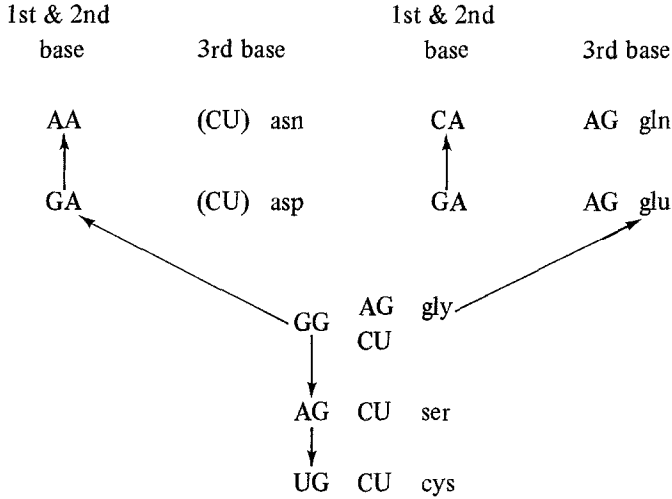 1st & 2nd 1st & 2nd
base 3rd base base 3rd base
AA (CU) asn CA AG gln
GA (CU) asp GA AG glu
AG gly
GG
CU
AG CU ser
UG CU cys